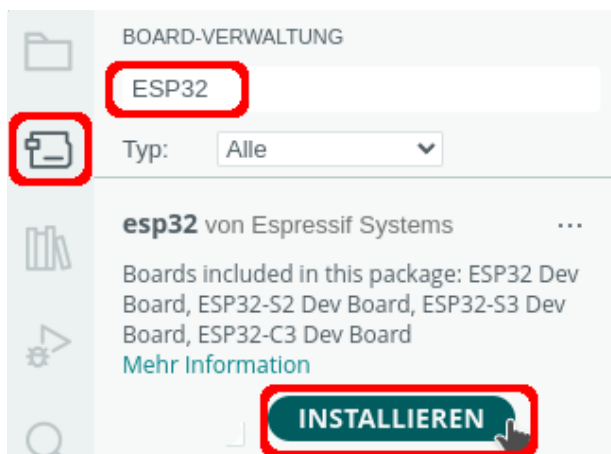 BOARD-VERWALTUNG
ESP32
Typ: Alle
esp32 von Espressif Systems ...
Boards included in this package: ESP32 Dev
Board, ESP32-S2 Dev Board, ESP32-S3 Dev
Board, ESP32-C3 Dev Board
Mehr Information
INSTALLIEREN